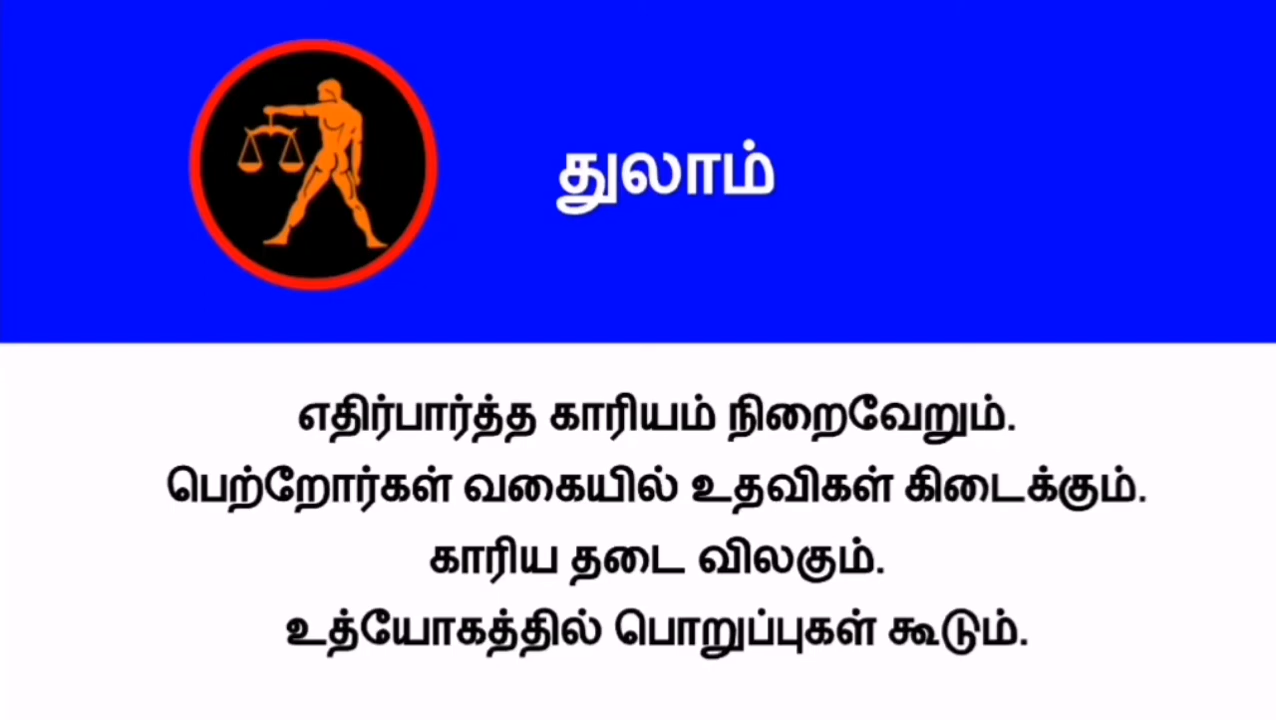 துலாம்
எதிர்பார்த்த காரியம் நிறைவேறும்.
பெற்றோர்கள் வகையில் உதவிகள் கிடைக்கும்.
காரிய தடை விலகும்.
உத்யோகத்தில் பொறுப்புகள் கூடும்.